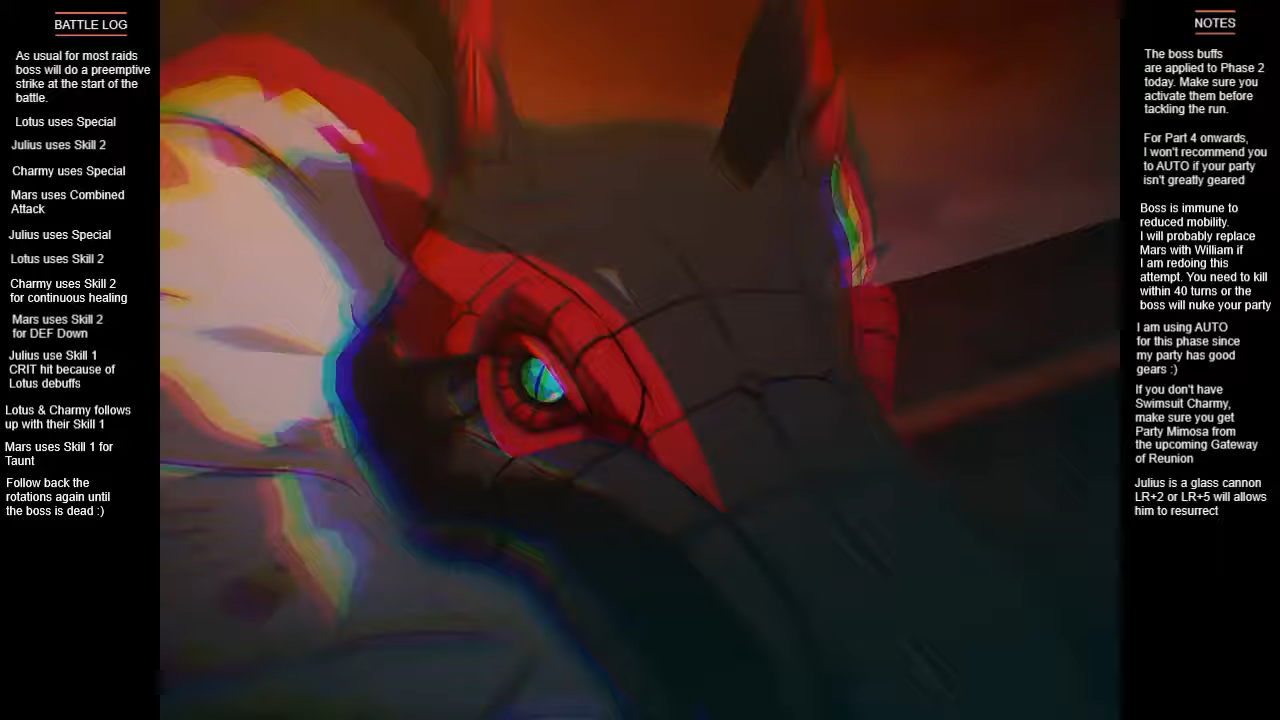 BATTLE LOG
As usual for most raids
boss will do a preemptive
strike at the start of the
battle.
Lotus uses Special
Julius uses Skill 2
Charmy uses Special
Mars uses Combined
Attack
Julius uses Special
Lotus uses Skill 2
Charmy uses Skill 2
for continuous healing
Mars uses Skill 2
for DEF Down
Julius use Skill 1
CRIT hit because of
Lotus debuffs
Lotus & Charmy follows
up with their Skill 1
Mars uses Skill 1 for
Taunt
Follow back the
rotations again until
the boss is dead :)
NOTES
The boss buffs
are applied to Phase 2
today. Make sure you
activate them before
tackling the run.
For Part 4 onwards,
I won't recommend you
to AUTO if your party
isn't greatly geared
Boss is immune to
reduced mobility.
I will probably replace
Mars with William if
I am redoing this
attempt. You need to kill
within 40 turns or the
boss will nuke your party
I am using AUTO
for this phase since
my party has good
gears :)
If you don't have
Swimsuit Charmy,
make sure you get
Party Mimosa from
the upcoming Gateway
of Reunion
Julius is a glass cannon
LR+2 or LR+5 will allows
him to resurrect